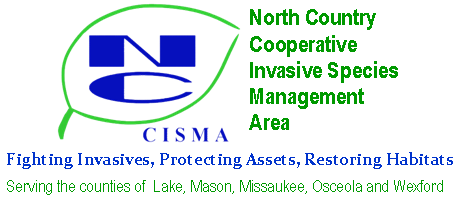 NC
CISMA
North Country
Cooperative
Invasive Species
Management
Area
Fighting Invasives, Protecting Assets, Restoring Habitats
Serving the counties of Lake, Mason, Missaukee, Osceola and Wexford